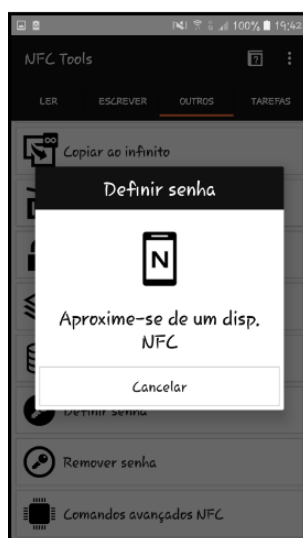 100% 19:42
NFC Tools
LER ESCREVER OUTROS TAREFAS
Copiar ao infinito
Definir senha
N
Aproxime-se de um disp.
NFC
Cancelar
Definir senha
Remover senha
Comandos avançados NFC